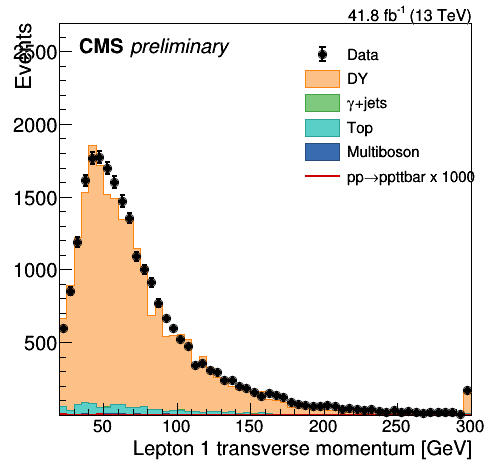 41.8 fb⁻¹ (13 TeV)
CMS preliminary
Events
2500
2000
1500
1000
500
Data
DY
γ+jets
Top
Multiboson
pp→ppttbar x 1000
50 100 150 200 250 300
Lepton 1 transverse momentum [GeV]